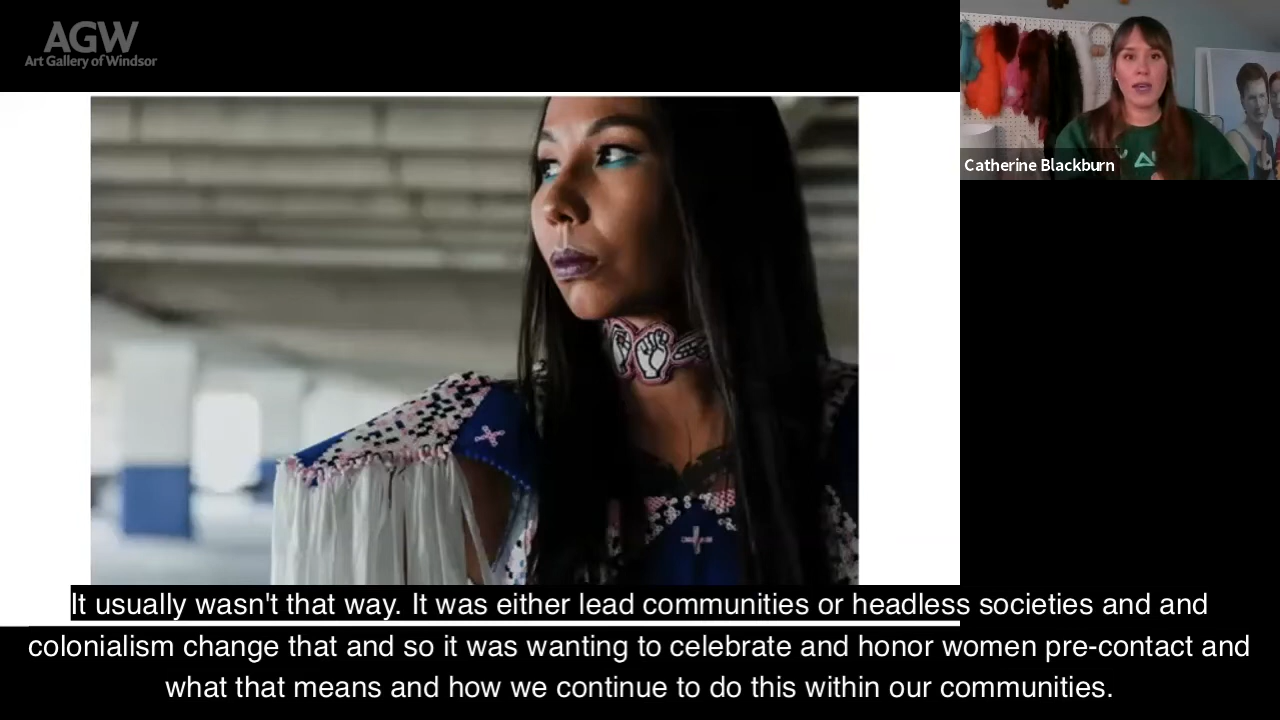 AGW
Art Gallery of Windsor
Catherine Blackburn
It usually wasn't that way. It was either lead communities or headless societies and and
colonialism change that and so it was wanting to celebrate and honor women pre-contact and
what that means and how we continue to do this within our communities.